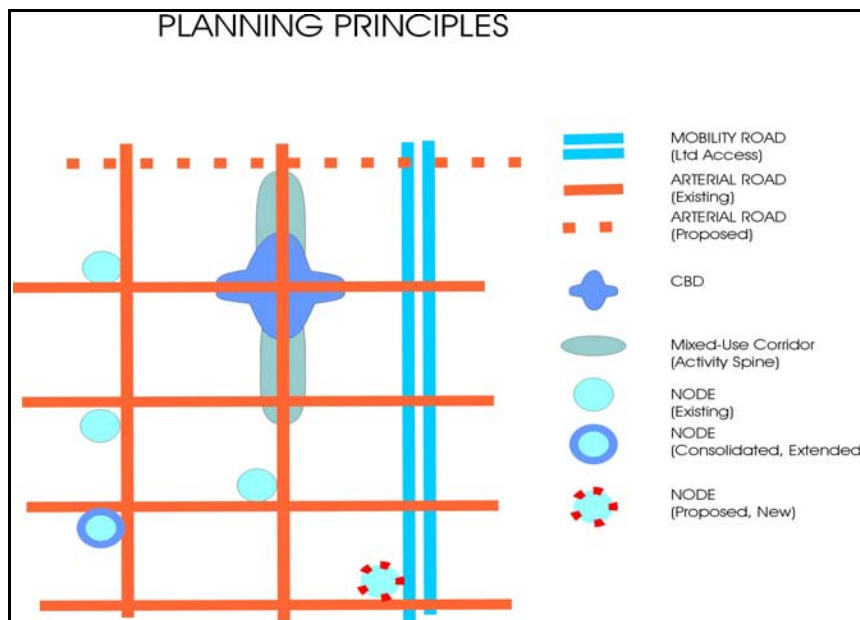 PLANNING PRINCIPLES
MOBILITY ROAD
(Ltd Access)
ARTERIAL ROAD
(Existing)
ARTERIAL ROAD
(Proposed)
CBD
Mixed-Use Corridor
(Activity Spine)
NODE
(Existing)
NODE
(Consolidated, Extended
NODE
(Proposed, New)